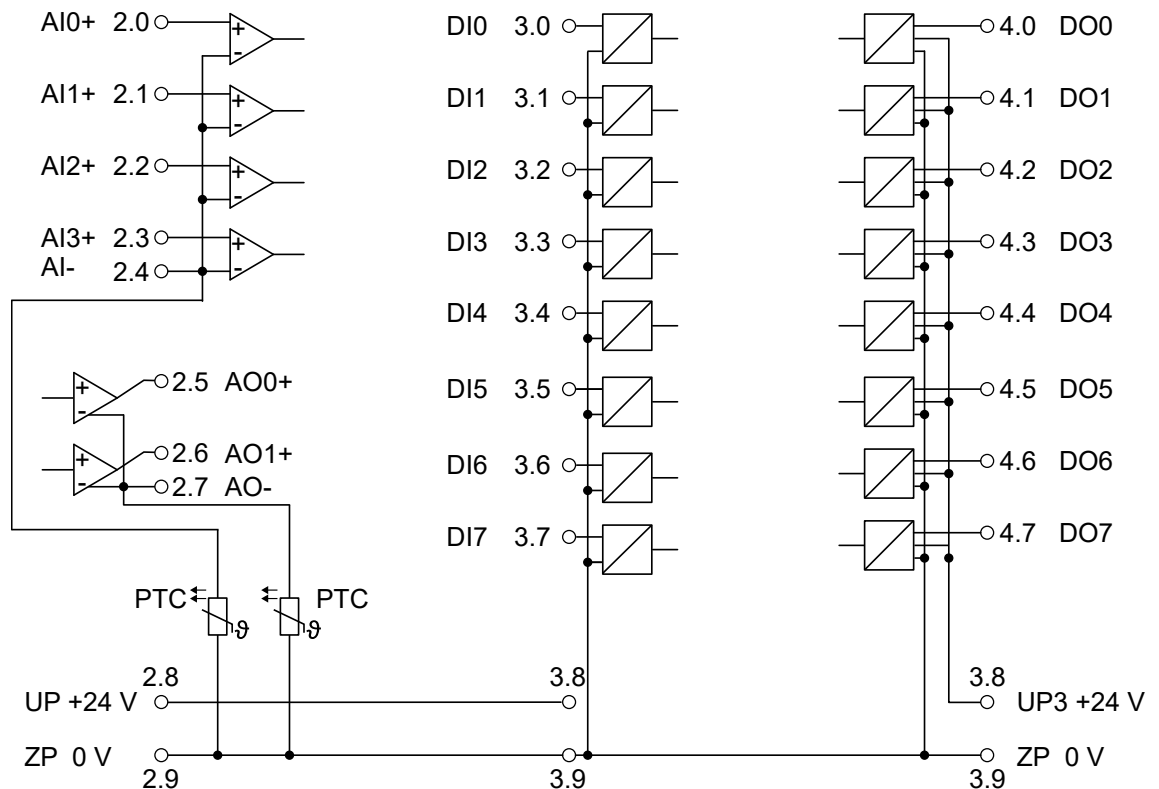 AI0+ 2.0 + -
AI1+ 2.1 + -
AI2+ 2.2 + -
AI3+ 2.3 +
AI- 2.4 -
+ - 2.5 AO0+
+ 2.6 AO1+
- 2.7 AO-
PTC ϑ ϑ PTC
2.8
UP +24 V
ZP 0 V
2.9
DI0 3.0
DI1 3.1
DI2 3.2
DI3 3.3
DI4 3.4
DI5 3.5
DI6 3.6
DI7 3.7
3.8
3.9
4.0 DO0
4.1 DO1
4.2 DO2
4.3 DO3
4.4 DO4
4.5 DO5
4.6 DO6
4.7 DO7
3.8
UP3 +24 V
ZP 0 V
3.9